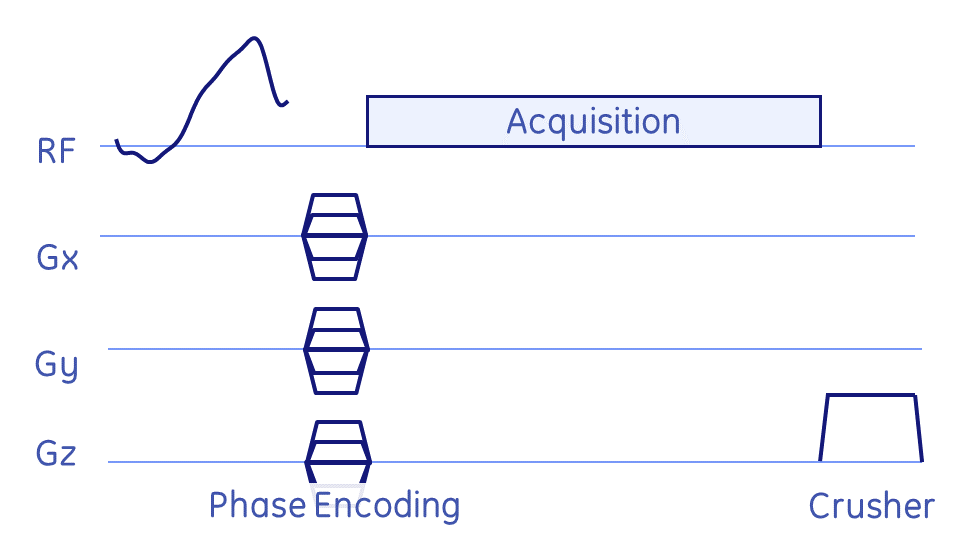 Acquisition
RF
Gx
Gy
Gz
Phase Encoding
Crusher